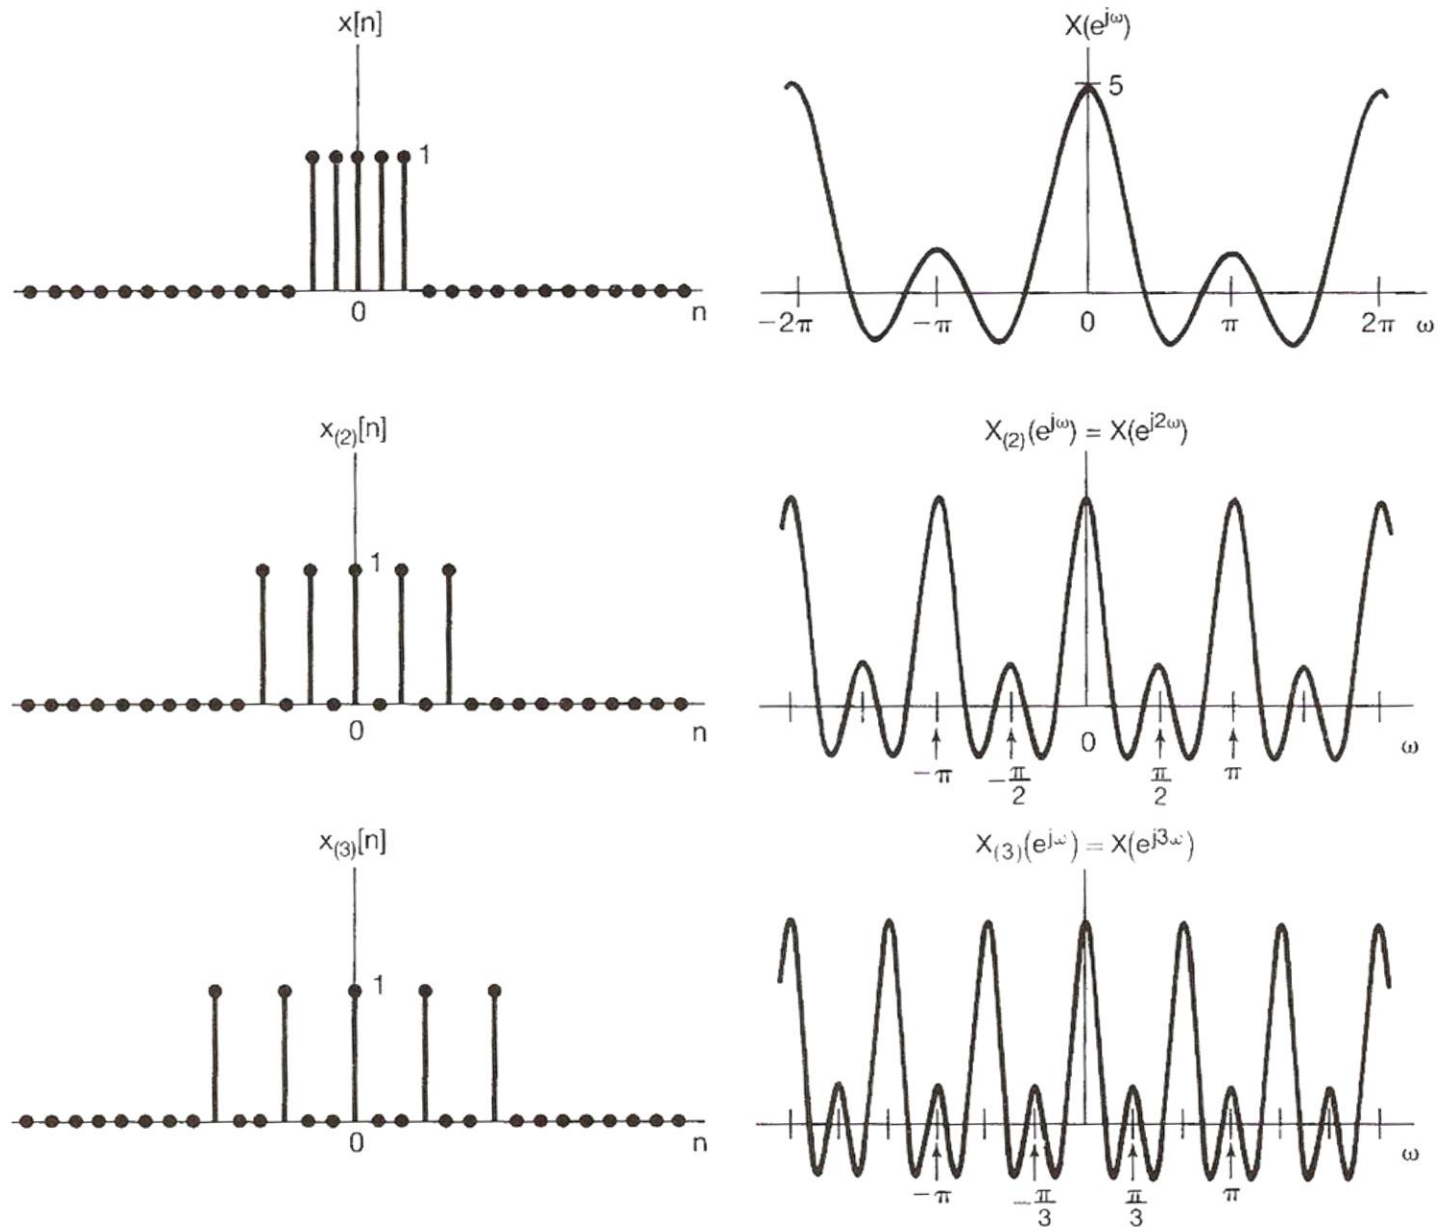 x[n]
1
0
n
X(e^{jω})
5
−2π
−π
0
π
2π
ω
x_{(2)}[n]
1
0
n
X_{(2)}(e^{jω}) = X(e^{j2ω})
0
ω
−π
−π/2
π/2
π
x_{(3)}[n]
1
0
n
X_{(3)}(e^{jω}) = X(e^{j3ω})
ω
−π
−π/3
π/3
π